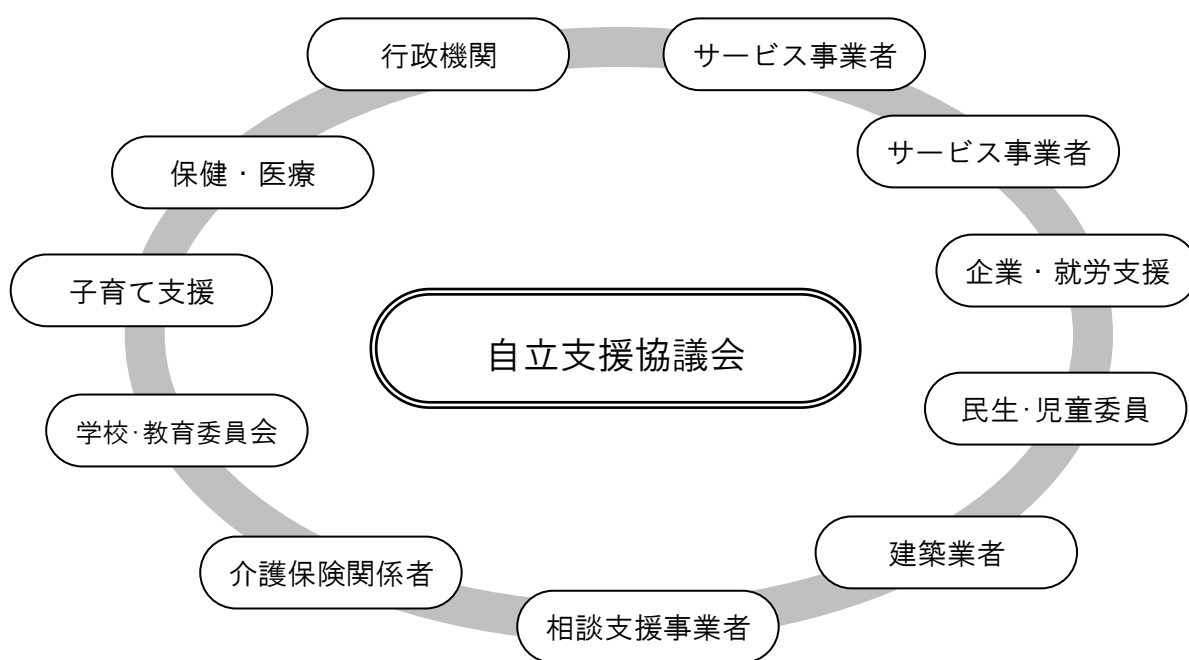 行政機関
サービス事業者
サービス事業者
保健・医療
企業・就労支援
子育て支援
自立支援協議会
民生・児童委員
学校・教育委員会
建築業者
介護保険関係者
相談支援事業者